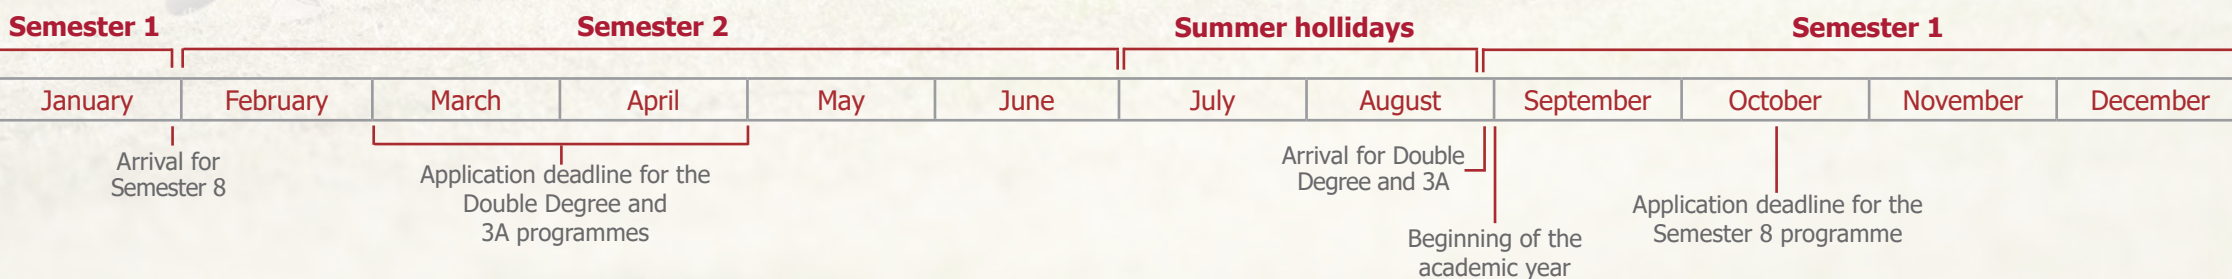 Semester 1
Semester 2
Summer hollidays
Semester 1
January
February
March
April
May
June
July
August
September
October
November
December
Arrival for
Semester 8
Application deadline for the
Double Degree and
3A programmes
Arrival for Double
Degree and 3A
Beginning of the
academic year
Application deadline for the
Semester 8 programme